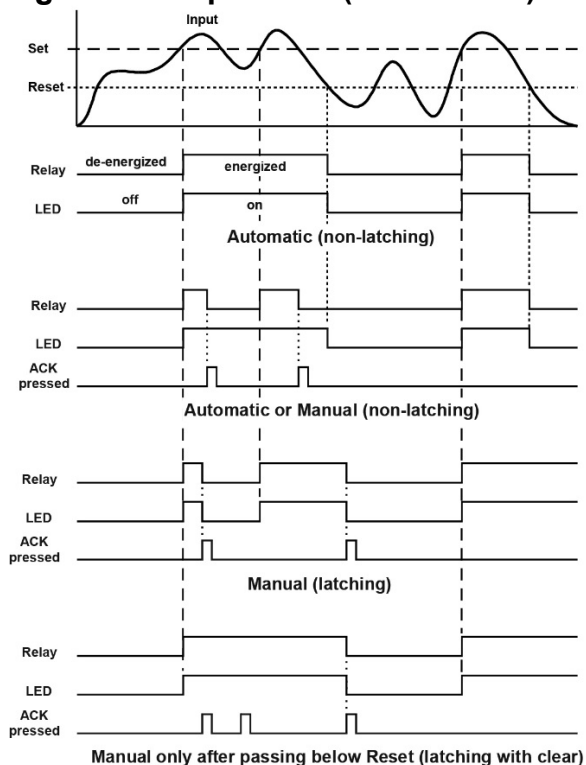 Input
Set
Reset
Relay
de-energized
energized
LED
off
on
Automatic (non-latching)
Relay
LED
ACK
pressed
Automatic or Manual (non-latching)
Relay
LED
ACK
pressed
Manual (latching)
Relay
LED
ACK
pressed
Manual only after passing below Reset (latching with clear)